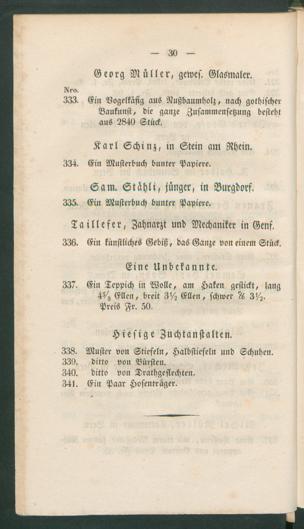 — 30 —
Georg Müller, gewes. Glasmaler.
Nro.
333. Ein Vogelkäfig aus Nußbaumholz, nach gothischer
Baukunst, die ganze Zusammensetzung besteht
aus 2840 Stück.
Karl Schinz, in Stein am Rhein.
334. Ein Musterbuch bunter Papiere.
Sam. Stähli, jünger, in Burgdorf.
335. Ein Musterbuch bunter Papiere.
Taillefer, Zahnarzt und Mechaniker in Genf.
336. Ein künstliches Gebiß, das Ganze von einem Stück.
Eine Unbekannte.
337. Ein Teppich in Wolle, am Haken gestickt, lang
Ellen, breit 3½ Ellen, schwer ℔ 3½.
Preis Fr. 50.
Hiesige Zuchtanstalten.
338. Muster von Stiefeln, Halbstiefeln und Schuhen.
339. ditto von Bürsten.
340. ditto von Drathgeflechten.
341. Ein Paar Hosenträger.